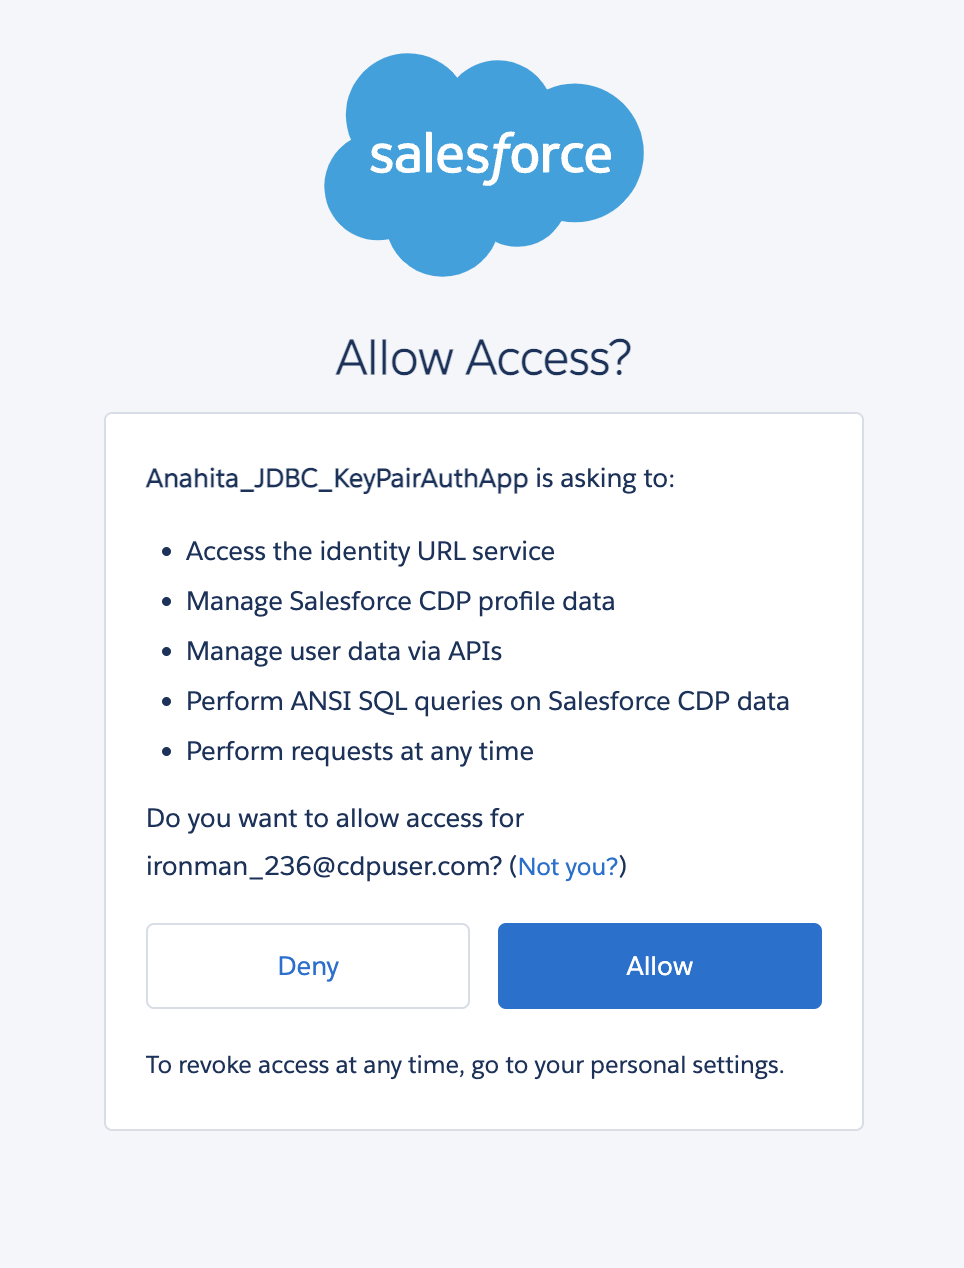 salesforce
Allow Access?
Anahita_JDBC_KeyPairAuthApp is asking to:
• Access the identity URL service
• Manage Salesforce CDP profile data
• Manage user data via APIs
• Perform ANSI SQL queries on Salesforce CDP data
• Perform requests at any time
Do you want to allow access for
ironman_236@cdpuser.com? (Not you?)
Deny
Allow
To revoke access at any time, go to your personal settings.